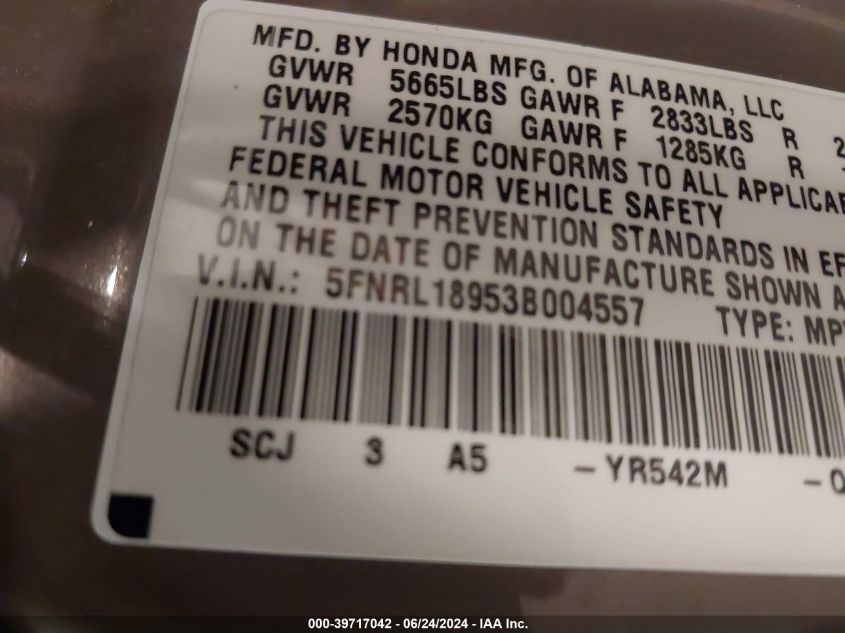 MFD. BY HONDA MFG. OF ALABAMA, LLC
GVWR 5665LBS GAWR F 2833LBS R 2
GVWR 2570KG GAWR F 1285KG R
THIS VEHICLE CONFORMS TO ALL APPLICA
FEDERAL MOTOR VEHICLE SAFETY
AND THEFT PREVENTION STANDARDS IN EF
ON THE DATE OF MANUFACTURE SHOWN A
V.I.N.: 5FNRL18953B004557 TYPE: MP
SCJ 3 A5 -YR542M -
000-39717042 - 06/24/2024 - IAA Inc.